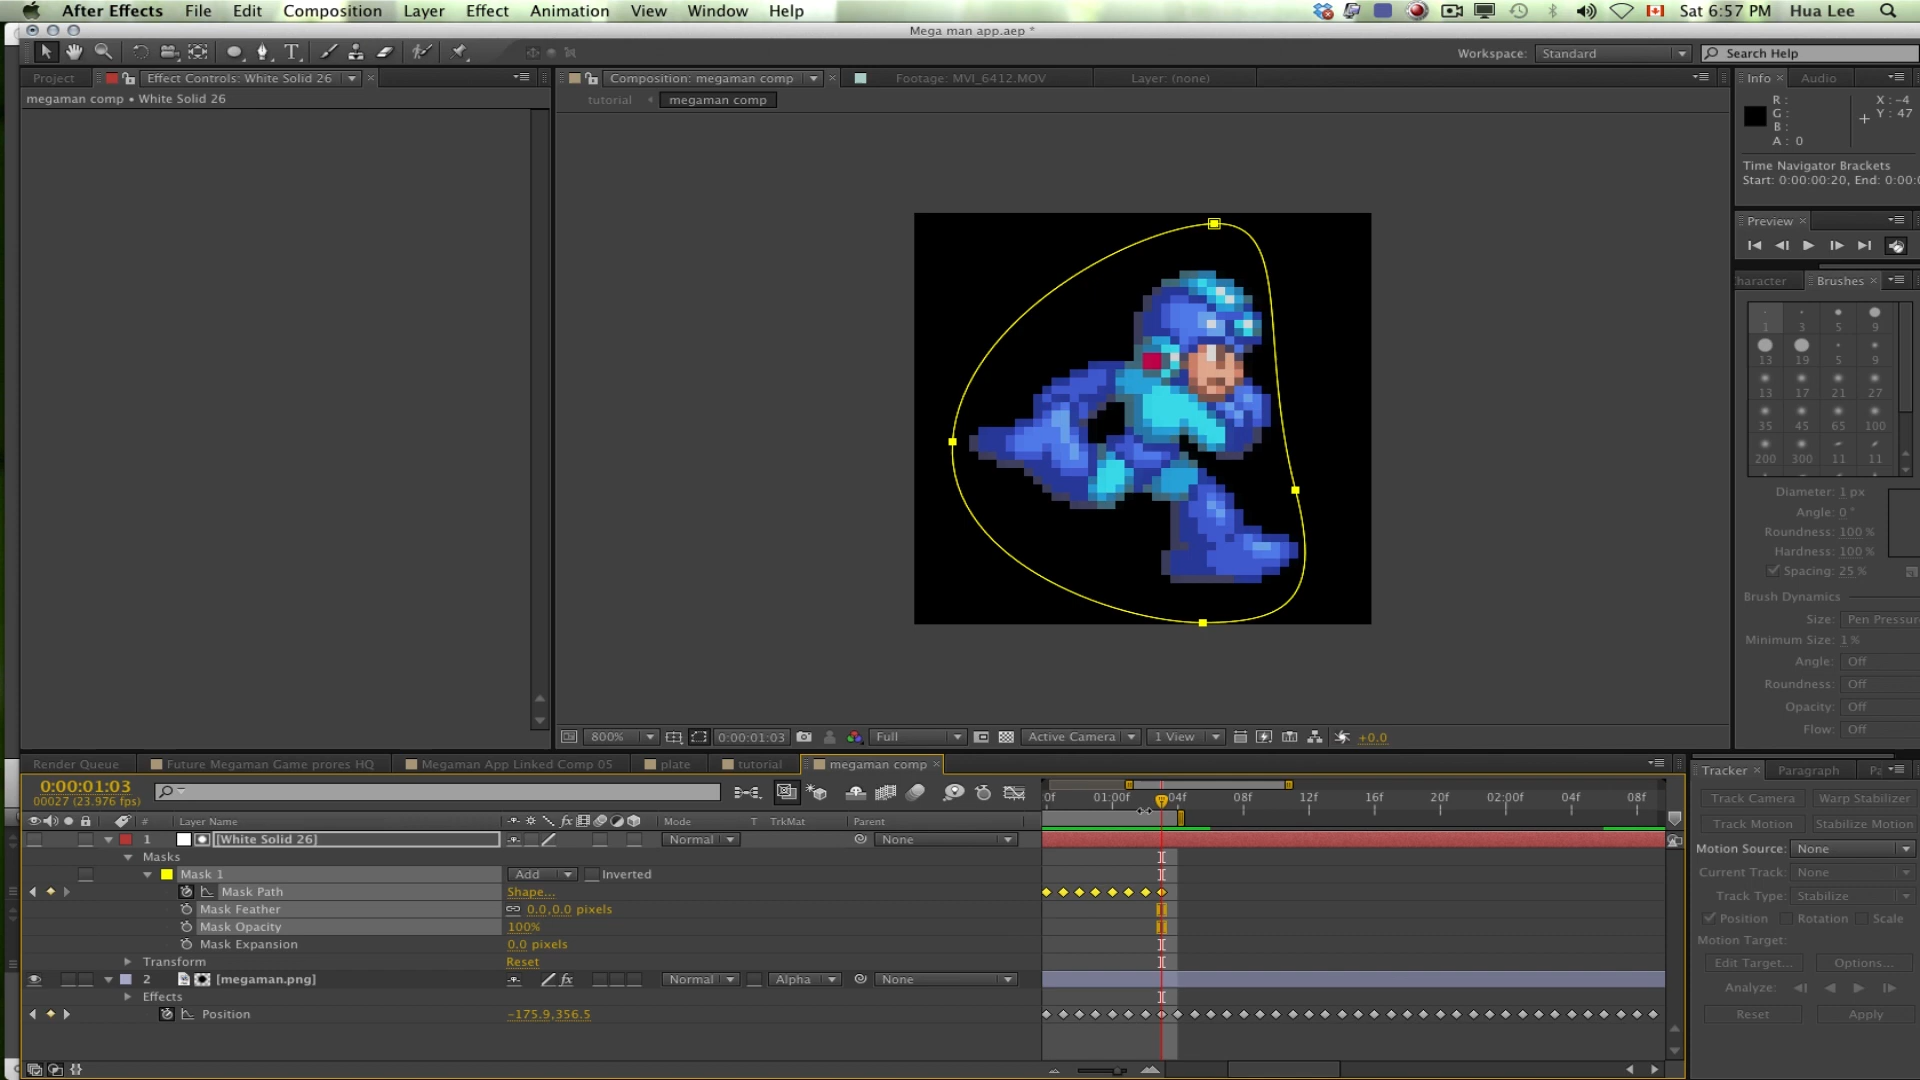 After Effects File Edit Composition Layer Effect Animation View Window Help Sat 6:57 PM Hua Lee
Mega man app.aep *
Workspace: Standard Search Help
Project Effect Controls: White Solid 26 Composition: megaman comp Footage: MVI_6412.MOV Layer: (none) Info Audio
megaman comp • White Solid 26 tutorial megaman comp
R : X : -4
G : Y : 47
B :
A : 0
Time Navigator Brackets
Start: 0:00:00:20, End: 0:00:
Preview
haracter Brushes
1 3 5 9
13 19 5 9
13 17 21 27
35 45 65 100
200 300 11 11
Diameter: 1 px
Angle: 0 °
Roundness: 100 %
Hardness: 100 %
Spacing: 25 %
Brush Dynamics
Size: Pen Pressur
Minimum Size: 1 %
Angle: Off
Roundness: Off
Opacity: Off
Flow: Off
800% 0:00:01:03 Full Active Camera 1 View +0.0
Render Queue Future Megaman Game prores HQ Megaman App Linked Comp 05 plate tutorial megaman comp
0:00:01:03
00027 (23.976 fps)
0f 01:00f 04f 08f 12f 16f 20f 02:00f 04f 08f
# Layer Name Mode T TrkMat Parent
1 [White Solid 26] Normal None
Masks
Mask 1 Add Inverted
Mask Path Shape...
Mask Feather 0.0,0.0 pixels
Mask Opacity 100%
Mask Expansion 0.0 pixels
Transform Reset
2 [megaman.png] Normal Alpha None
Effects
Position -175.9,356.5
Tracker Paragraph Pa
Track Camera Warp Stabilizer
Track Motion Stabilize Motion
Motion Source: None
Current Track: None
Track Type: Stabilize
Position Rotation Scale
Motion Target:
Edit Target... Options...
Analyze:
Reset Apply